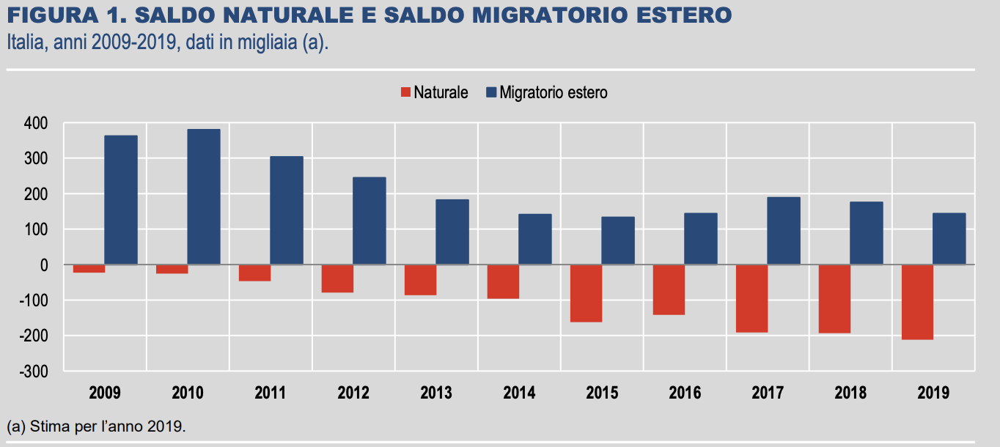 FIGURA 1. SALDO NATURALE E SALDO MIGRATORIO ESTERO
Italia, anni 2009-2019, dati in migliaia (a).
Naturale Migratorio estero
400
300
200
100
0
-100
-200
-300
2009 2010 2011 2012 2013 2014 2015 2016 2017 2018 2019
(a) Stima per l’anno 2019.